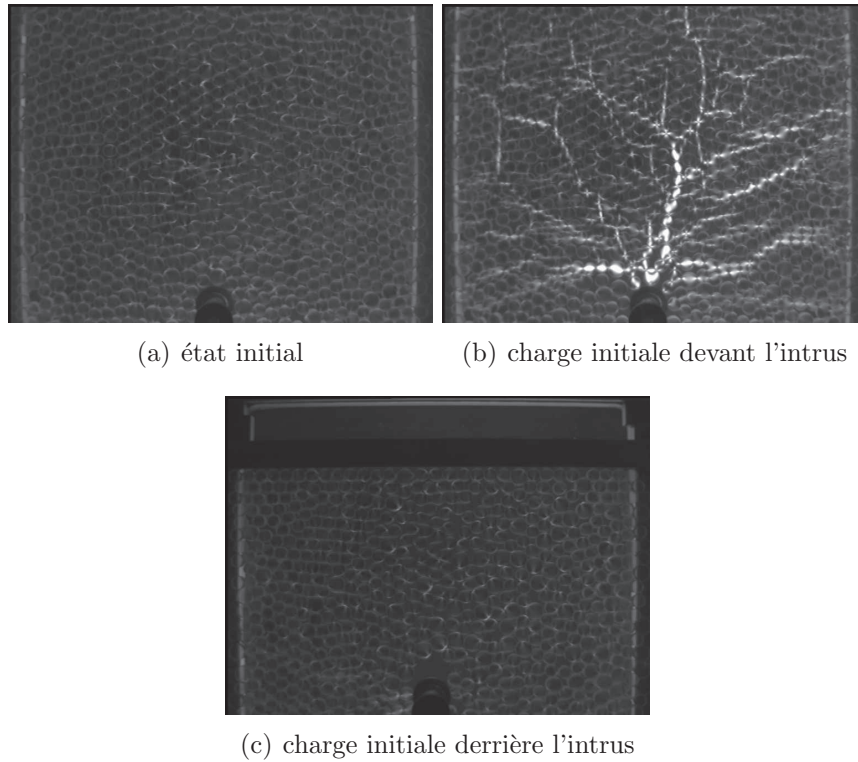 (a) état initial
(b) charge initiale devant l'intrus
(c) charge initiale derrière l'intrus